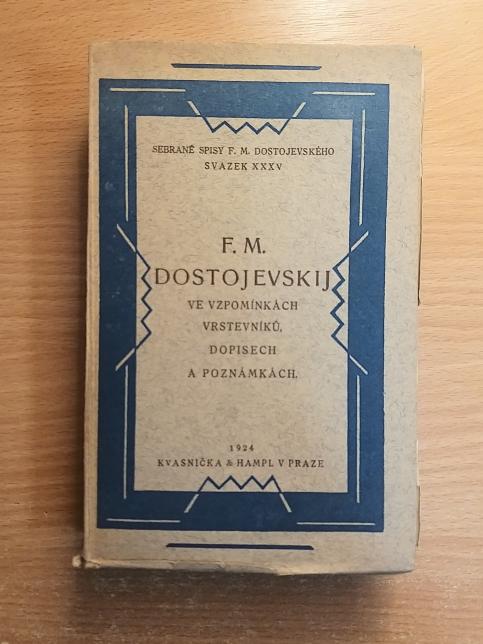 SEBRANÉ SPISY F. M. DOSTOJEVSKÉHO
SVAZEK XXXV
F. M.
DOSTOJEVSKIJ
VE VZPOMÍNKÁCH
VRSTEVNÍKŮ,
DOPISECH
A POZNÁMKÁCH.
1924
KVASNIČKA & HAMPL V PRAZE